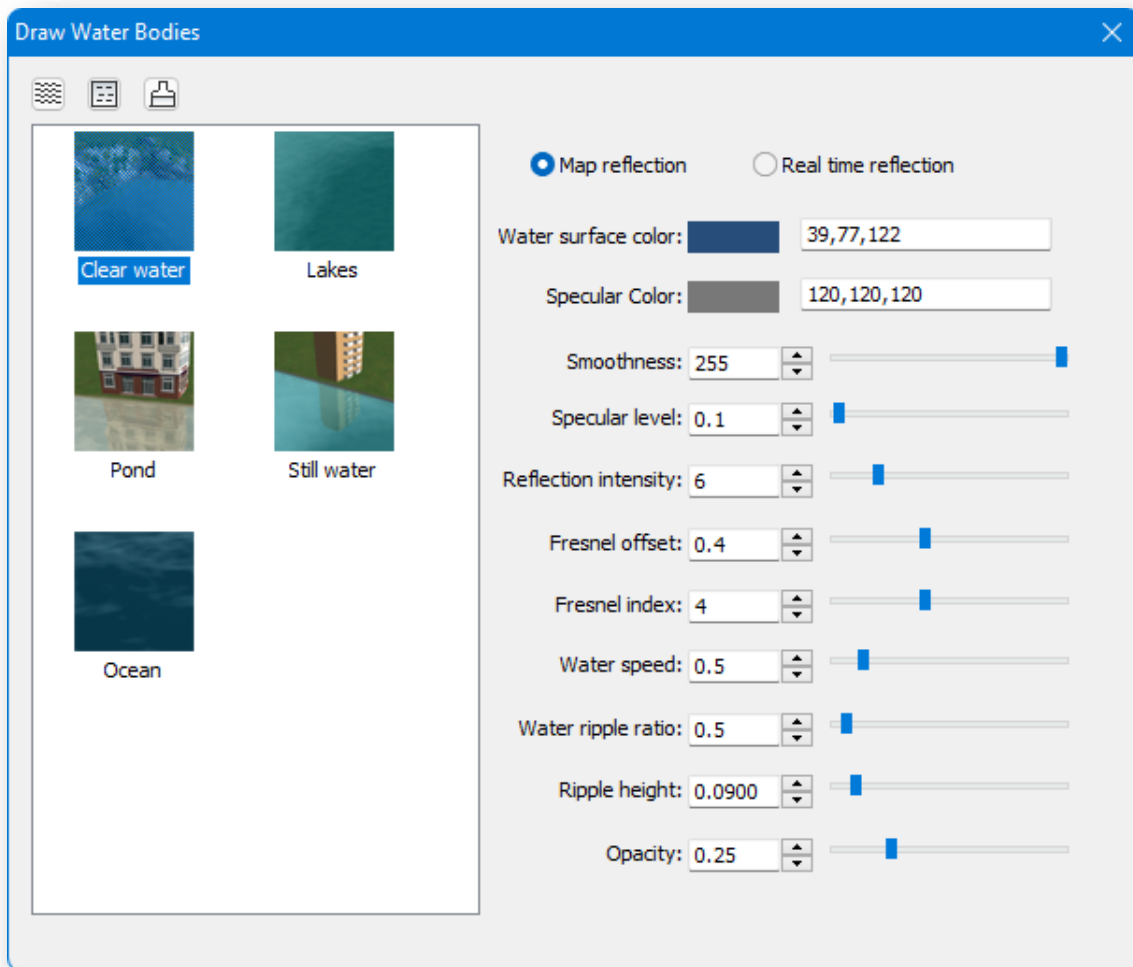 Draw Water Bodies
Clear water
Lakes
Pond
Still water
Ocean
Map reflection Real time reflection
Water surface color: 39,77,122
Specular Color: 120,120,120
Smoothness: 255
Specular level: 0.1
Reflection intensity: 6
Fresnel offset: 0.4
Fresnel index: 4
Water speed: 0.5
Water ripple ratio: 0.5
Ripple height: 0.0900
Opacity: 0.25